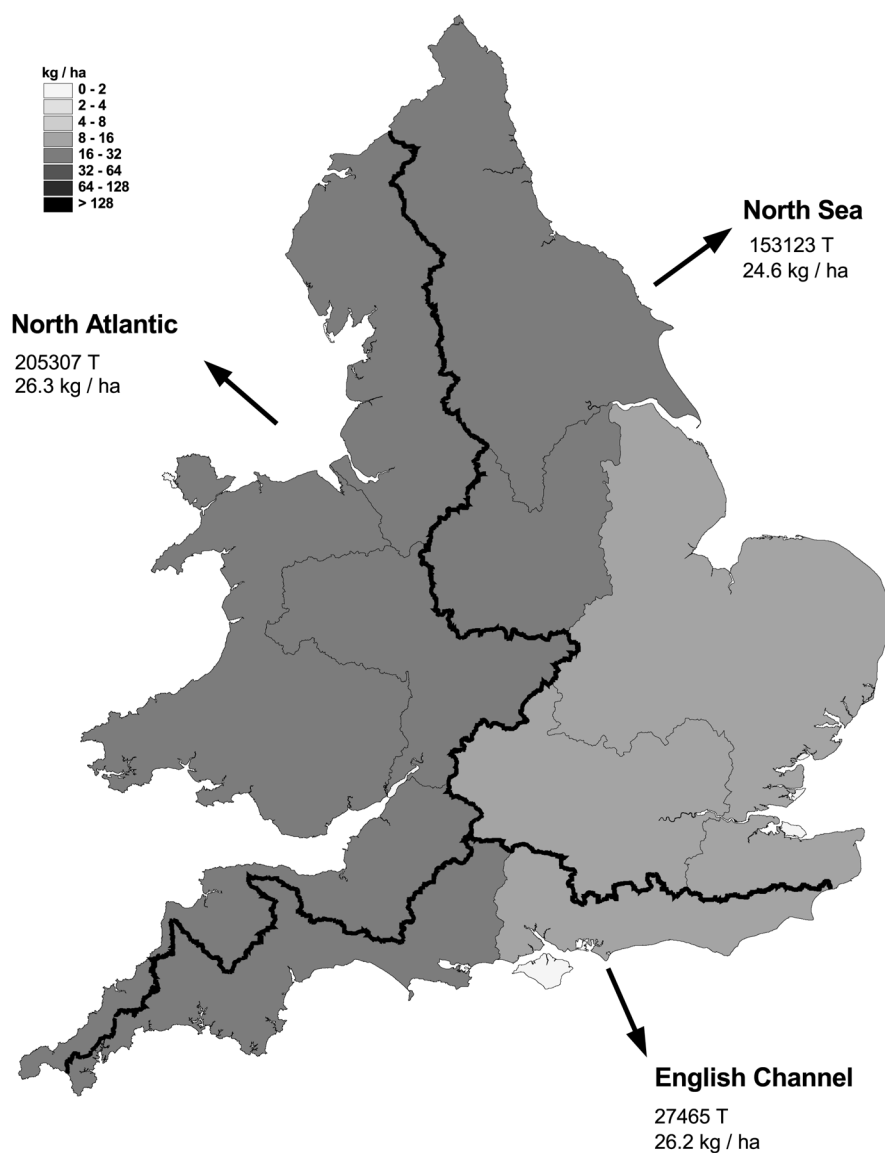 kg / ha
0 - 2
2 - 4
4 - 8
8 - 16
16 - 32
32 - 64
64 - 128
> 128
North Sea
153123 T
24.6 kg / ha
North Atlantic
205307 T
26.3 kg / ha
English Channel
27465 T
26.2 kg / ha